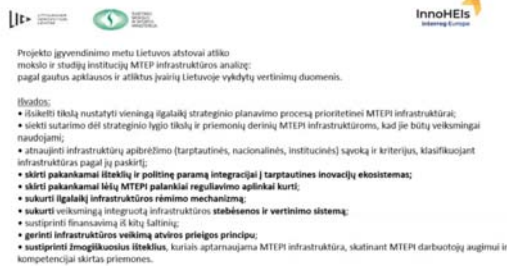 LITHUANIAN INNOVATION CENTRE
InnoHEIs
Interreg Europe
Projekto įgyvendinimo metu Lietuvos atstovai atliko
mokslo ir studijų institucijų MTEP infrastruktūros analizę:
pagal gautus apklausos ir atliktus įvairių Lietuvoje vykdytų vertinimų duomenis.
Išvados:
• išsikelti tikslą nustatyti vieningą ilgalaikį strateginio planavimo procesą prioritetinei MTEPI infrastruktūrai;
• siekti sutarimo dėl strateginio lygio tikslų ir priemonių derinių MTEPI infrastruktūroms, kad jie būtų veiksmingai
naudojami;
• atnaujinti infrastruktūrų apibrėžimo (tarptautinės, nacionalinės, institucinės) sąvoką ir kriterijus, klasifikuojant
infrastruktūras pagal jų paskirtį;
• skirti pakankamai išteklių ir politinę paramą integracijai į tarptautines inovacijų ekosistemas;
• skirti pakankamai lėšų MTEPI palankiai reguliavimo aplinkai kurti;
• sukurti ilgalaikį infrastruktūros rėmimo mechanizmą;
• sukurti veiksmingą integruotą infrastruktūros stebėsenos ir vertinimo sistemą;
• sustiprinti finansavimą iš kitų šaltinių;
• gerinti infrastruktūros veikimą atviros prieigos principu;
• sustiprinti žmogiškuosius išteklius, kuriais aptarnaujama MTEPI infrastruktūra, skatinant MTEPI darbuotojų augimui ir
kompetencijai skirtas priemones.